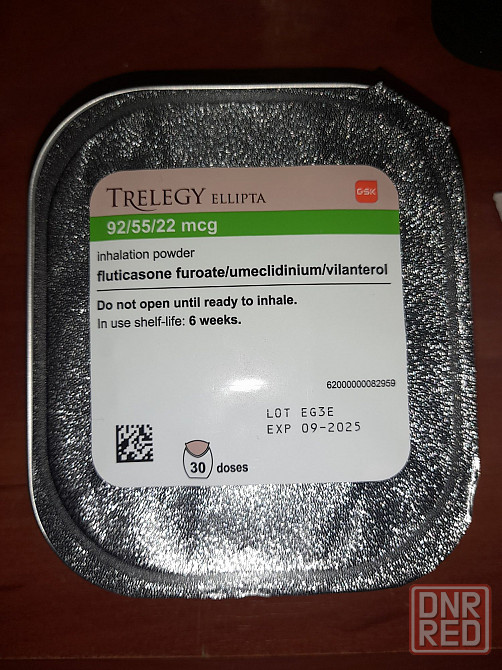 TRELEGY ELLIPTA
GSK
92/55/22 mcg
inhalation powder
fluticasone furoate/umeclidinium/vilanterol
Do not open until ready to inhale.
In use shelf-life: 6 weeks.
62000000082959
LOT EG3E
EXP 09-2025
30 doses
DNR
RED